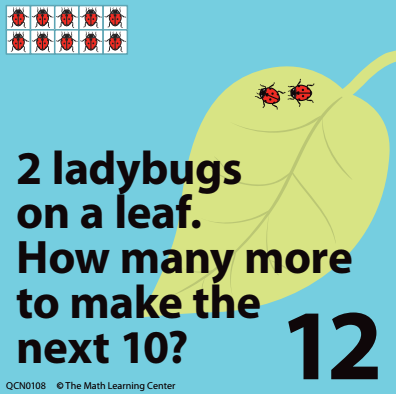 2 ladybugs
on a leaf.
How many more
to make the
next 10?
12
QCN0108 © The Math Learning Center